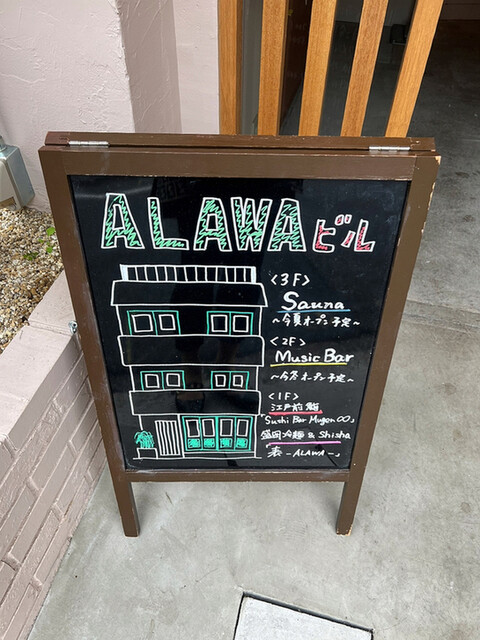 ALAWAビル
〈3F〉
Sauna
〜今夏オープン予定〜
〈2F〉
Music Bar
〜今冬オープン予定〜
〈1F〉
江戸前鮨
「Sushi Bar Mugen∞」
盛岡冷麺&Shisha
-ALAWA-」